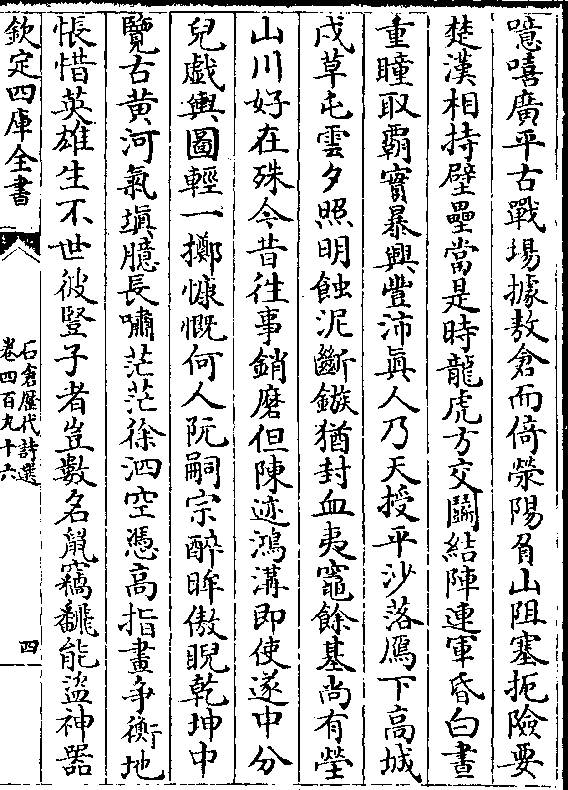 噫嘻廣平古戰場據敖倉而倚滎陽負山阻塞扼險要
楚漢相持壁壘當是時龍虎方交鬬結陣連軍昏白晝
重瞳取霸實暴興豐沛眞人乃天授平沙落鴈下高城
戍草屯雲夕照明蝕泥斷鏃猶封血夷竈餘基尚有塋
山川好在殊今昔往事銷磨但陳迹鴻溝即使遂中分
兒戲輿圖輕一擲慷慨何人阮嗣宗醉眸傲睨乾坤中
覽古黃河氣塡臆長嘯茫茫徐泗空憑高指畫爭衡地
悵惜英雄生不世彼豎子者豈數名鼠竊飜能盜神器
欽定四庫全書
石倉歷代詩選
卷四百九十六
四